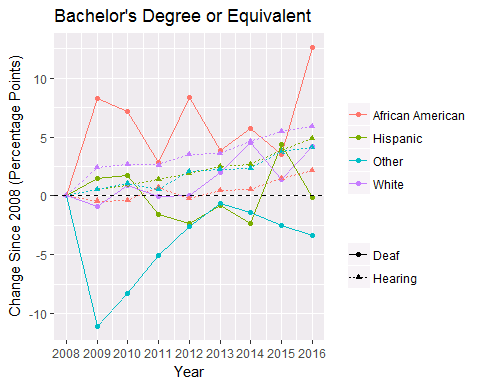 Bachelor's Degree or Equivalent
Change Since 2008 (Percentage Points)
10
5
0
-5
-10
2008 2009 2010 2011 2012 2013 2014 2015 2016
Year
African American
Hispanic
Other
White
Deaf
Hearing